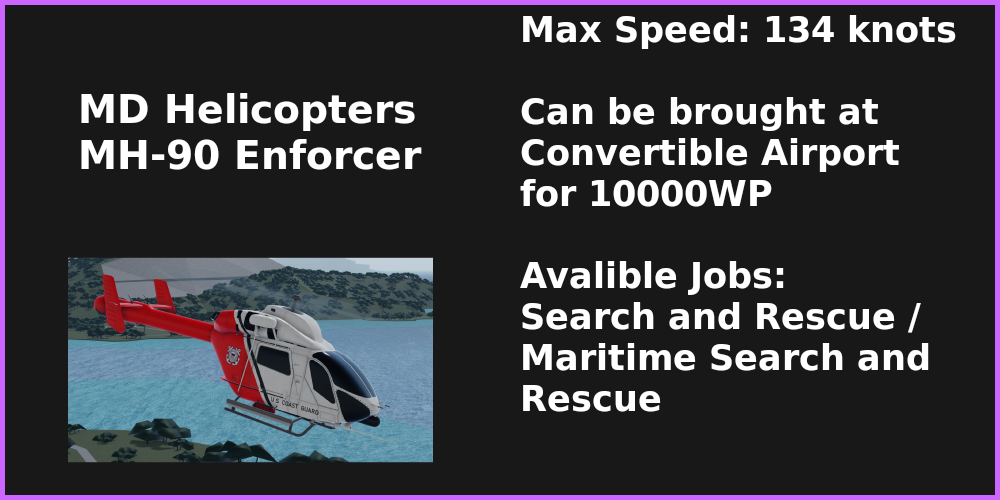 MD Helicopters
MH-90 Enforcer
U.S. COAST GUARD
Max Speed: 134 knots
Can be brought at
Convertible Airport
for 10000WP
Avalible Jobs:
Search and Rescue /
Maritime Search and
Rescue